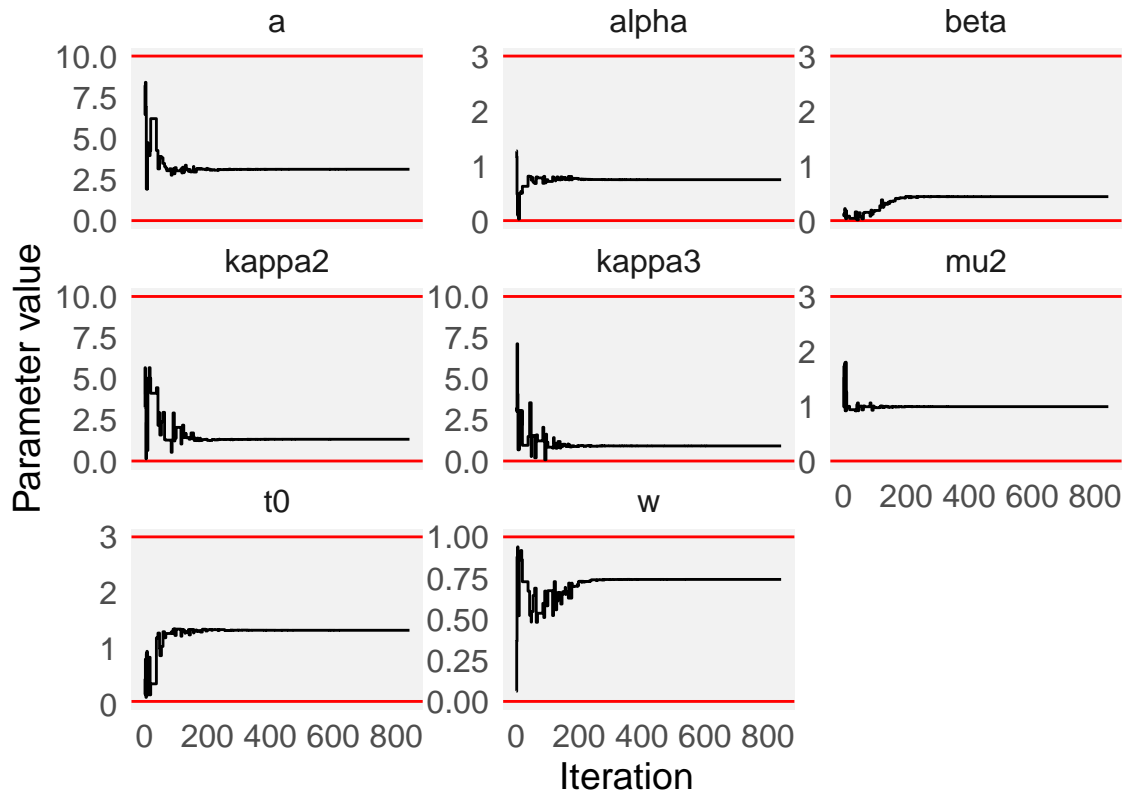 a alpha beta
10.0 3 3
7.5 2 2
5.0
2.5 1 1
0.0 0 0
kappa2 kappa3 mu2
10.0 10.0 3
7.5 7.5 2
5.0 5.0
2.5 2.5 1
0.0 0.0 0
0 200 400 600 800
t0 w
3 1.00
2 0.75
0.50
1 0.25
0 0.00
0 200 400 600 800 0 200 400 600 800
Iteration
Parameter value